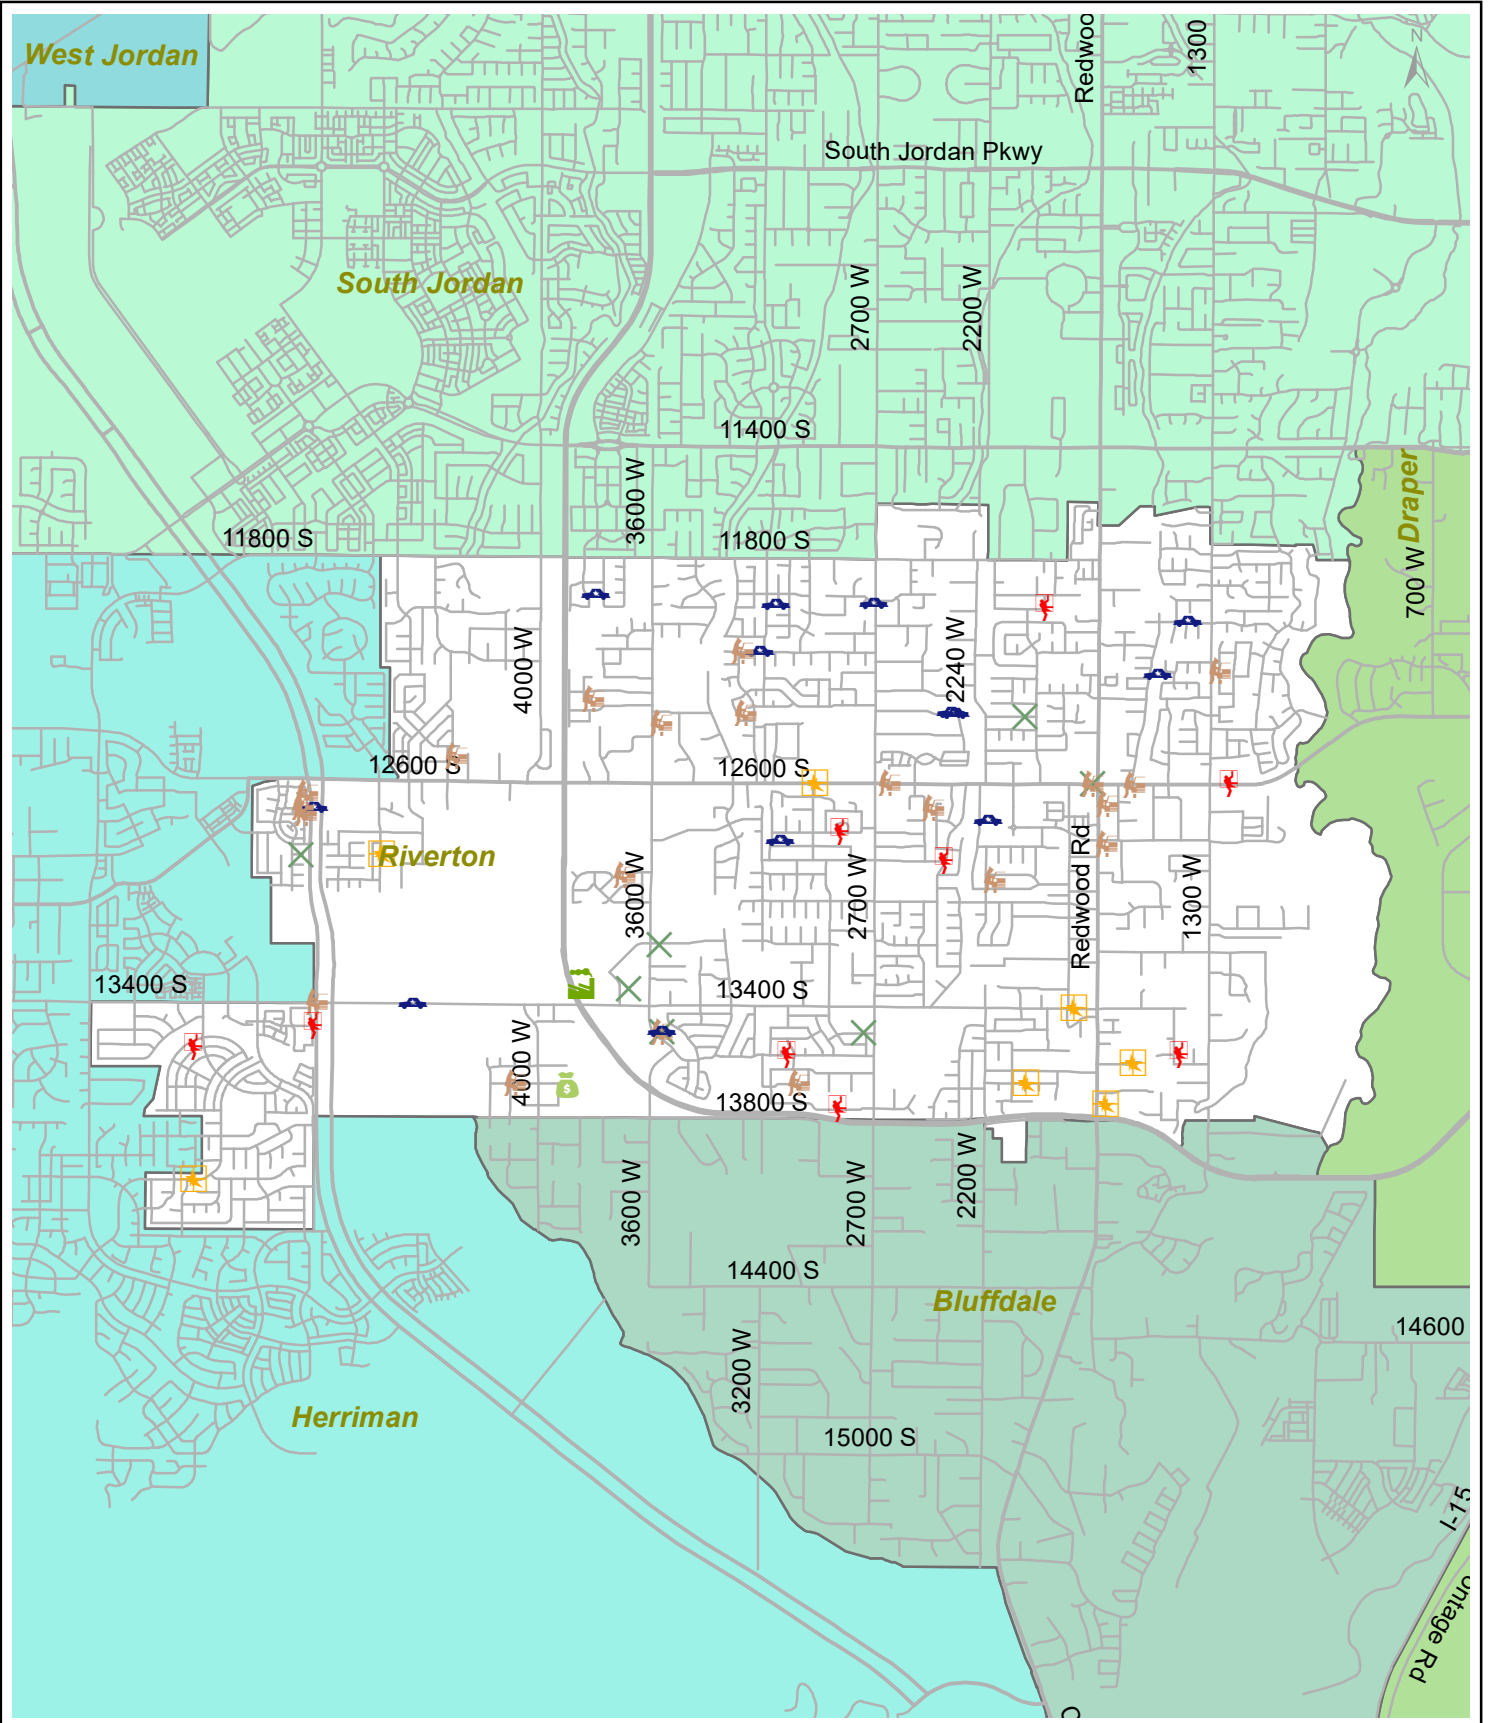 West Jordan
Redwoo
1300
N
South Jordan Pkwy
South Jordan
2700 W
2200 W
11400 S
Draper
3600 W
11800 S
11800 S
700 W
4000 W
2240 W
12600 S
12600 S
Riverton
3600 W
2700 W
Redwood Rd
1300 W
13400 S
13400 S
4000 W
$
13800 S
3600 W
2700 W
2200 W
14400 S
Bluffdale
14600
3200 W
Herriman
15000 S
I-15
ontage Rd